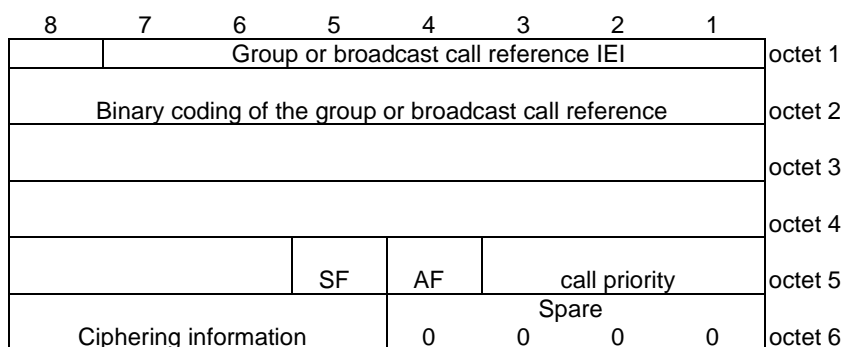 8 7 6 5 4 3 2 1
Group or broadcast call reference IEI octet 1
Binary coding of the group or broadcast call reference octet 2
octet 3
octet 4
SF AF call priority octet 5
Spare
Ciphering information 0 0 0 0 octet 6